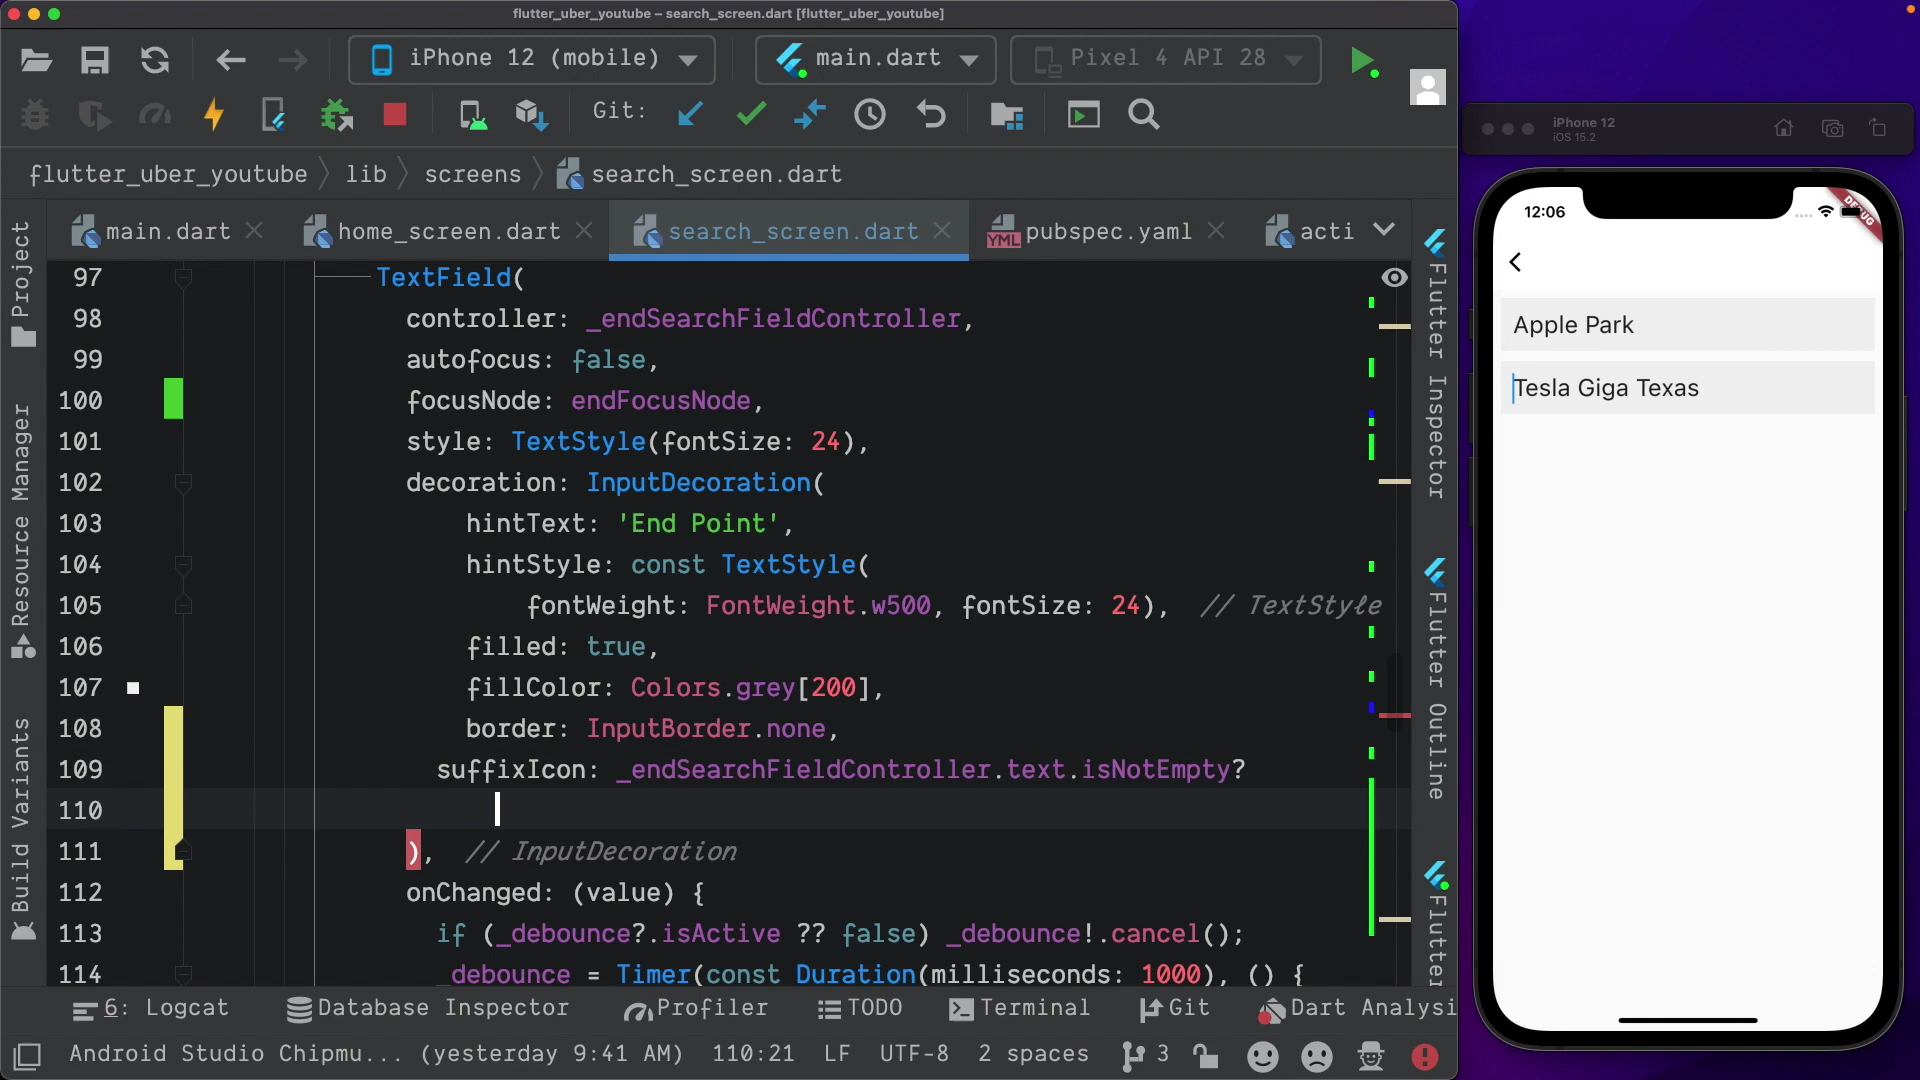 flutter_uber_youtube – search_screen.dart [flutter_uber_youtube]
iPhone 12 (mobile)
main.dart
Pixel 4 API 28
Git:
flutter_uber_youtube
lib
screens
search_screen.dart
main.dart
home_screen.dart
search_screen.dart
YML
pubspec.yaml
acti
Project
Resource Manager
Build Variants
97 TextField(
98 controller: _endSearchFieldController,
99 autofocus: false,
100 focusNode: endFocusNode,
101 style: TextStyle(fontSize: 24),
102 decoration: InputDecoration(
103 hintText: 'End Point',
104 hintStyle: const TextStyle(
105 fontWeight: FontWeight.w500, fontSize: 24), // TextStyle
106 filled: true,
107 fillColor: Colors.grey[200],
108 border: InputBorder.none,
109 suffixIcon: _endSearchFieldController.text.isNotEmpty?
110
111 ), // InputDecoration
112 onChanged: (value) {
113 if (_debounce?.isActive ?? false) _debounce!.cancel();
114 _debounce = Timer(const Duration(milliseconds: 1000), () {
Flutter Inspector
Flutter Outline
Flutter
6: Logcat
Database Inspector
Profiler
TODO
Terminal
Git
Dart Analysi
Android Studio Chipmu... (yesterday 9:41 AM)
110:21
LF
UTF-8
2 spaces
3
iPhone 12
iOS 15.2
12:06
DEBUG
Apple Park
Tesla Giga Texas